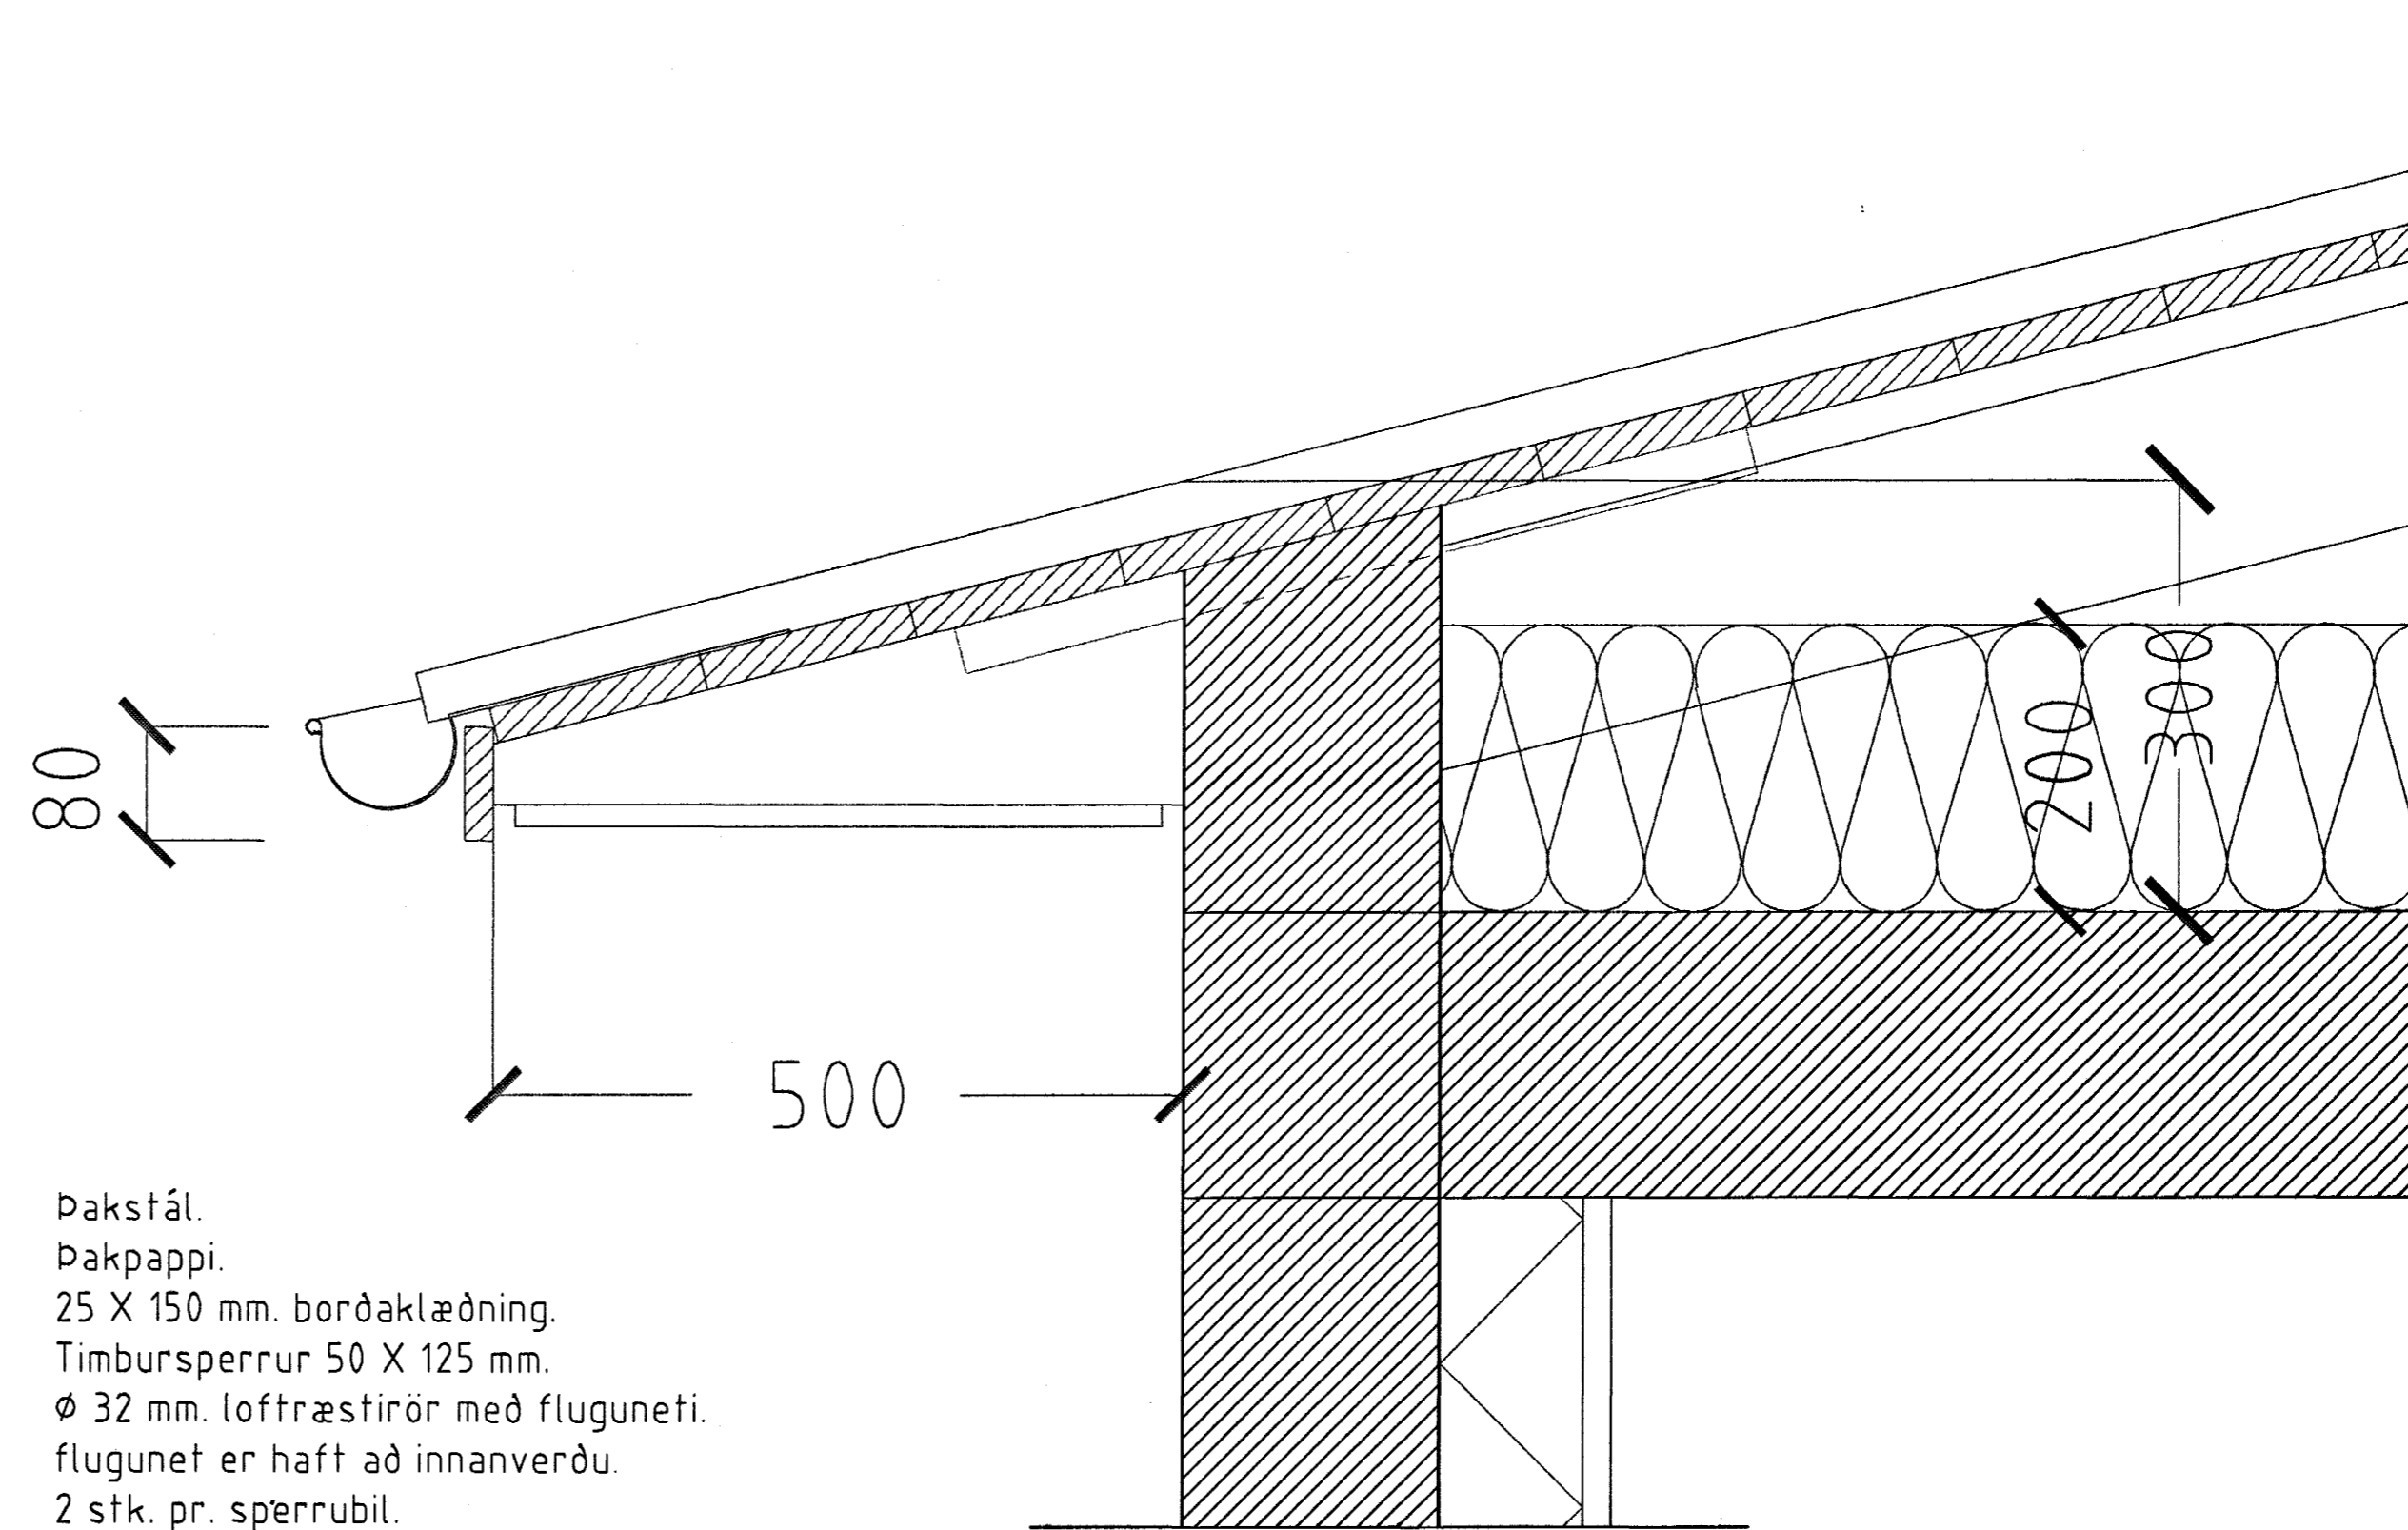 80
200
300
500
Þakstál.
Þakpappi.
25 X 150 mm. borðaklæðning.
Timbursperrur 50 X 125 mm.
Ø 32 mm. loftræstirör með fluguneti.
flugunet er haft að innanverðu.
2 stk. pr. sperrubil.